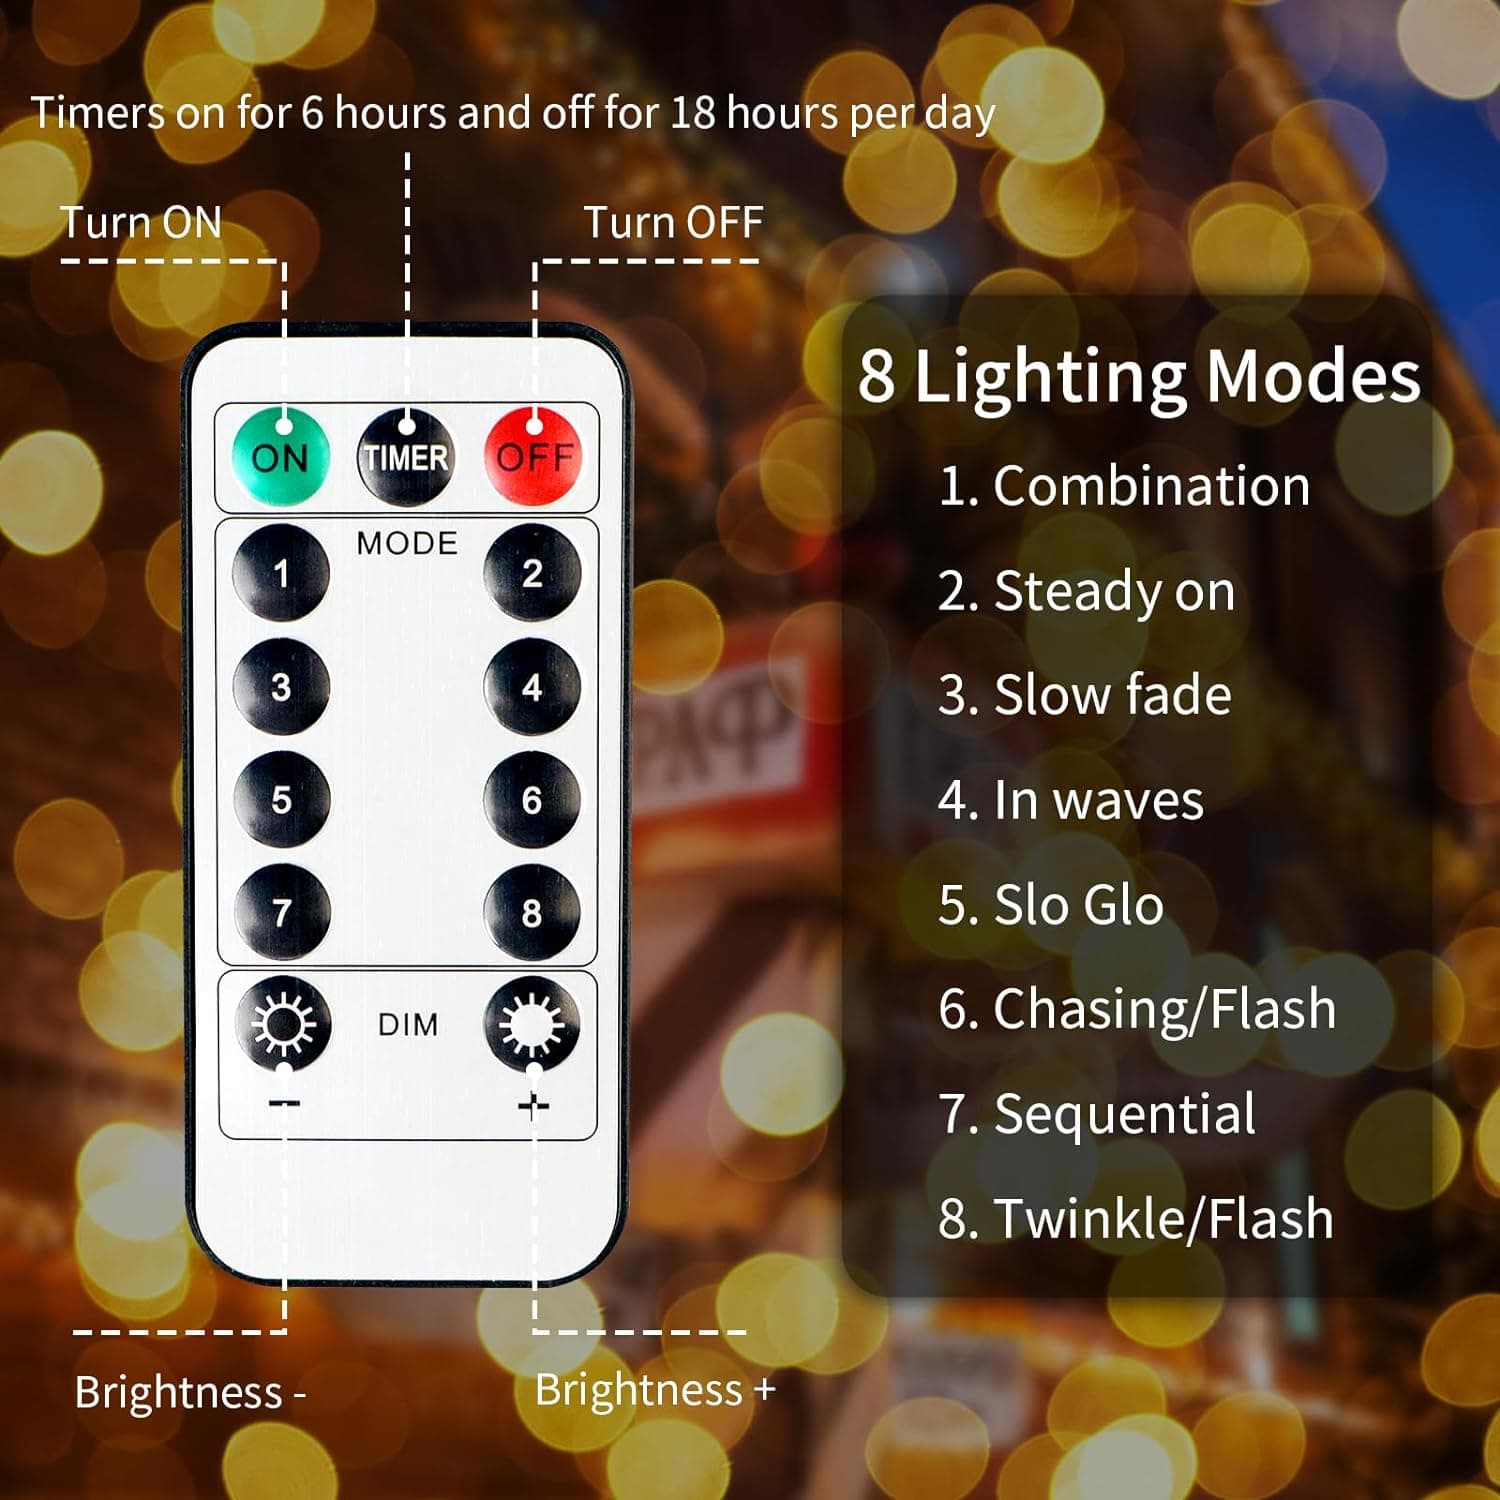 Timers on for 6 hours and off for 18 hours per day
Turn ON
Turn OFF
ON
TIMER
OFF
MODE
1
2
3
4
5
6
7
8
DIM
-
+
Brightness -
Brightness +
8 Lighting Modes
1. Combination
2. Steady on
3. Slow fade
4. In waves
5. Slo Glo
6. Chasing/Flash
7. Sequential
8. Twinkle/Flash